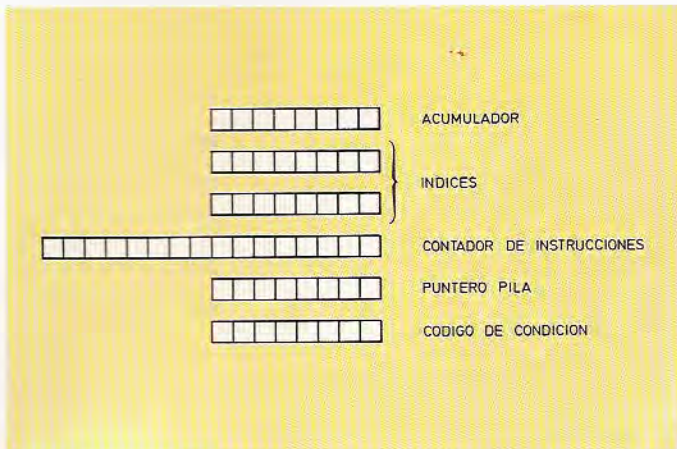 ACUMULADOR
INDICES
CONTADOR DE INSTRUCCIONES
PUNTERO PILA
CODIGO DE CONDICION